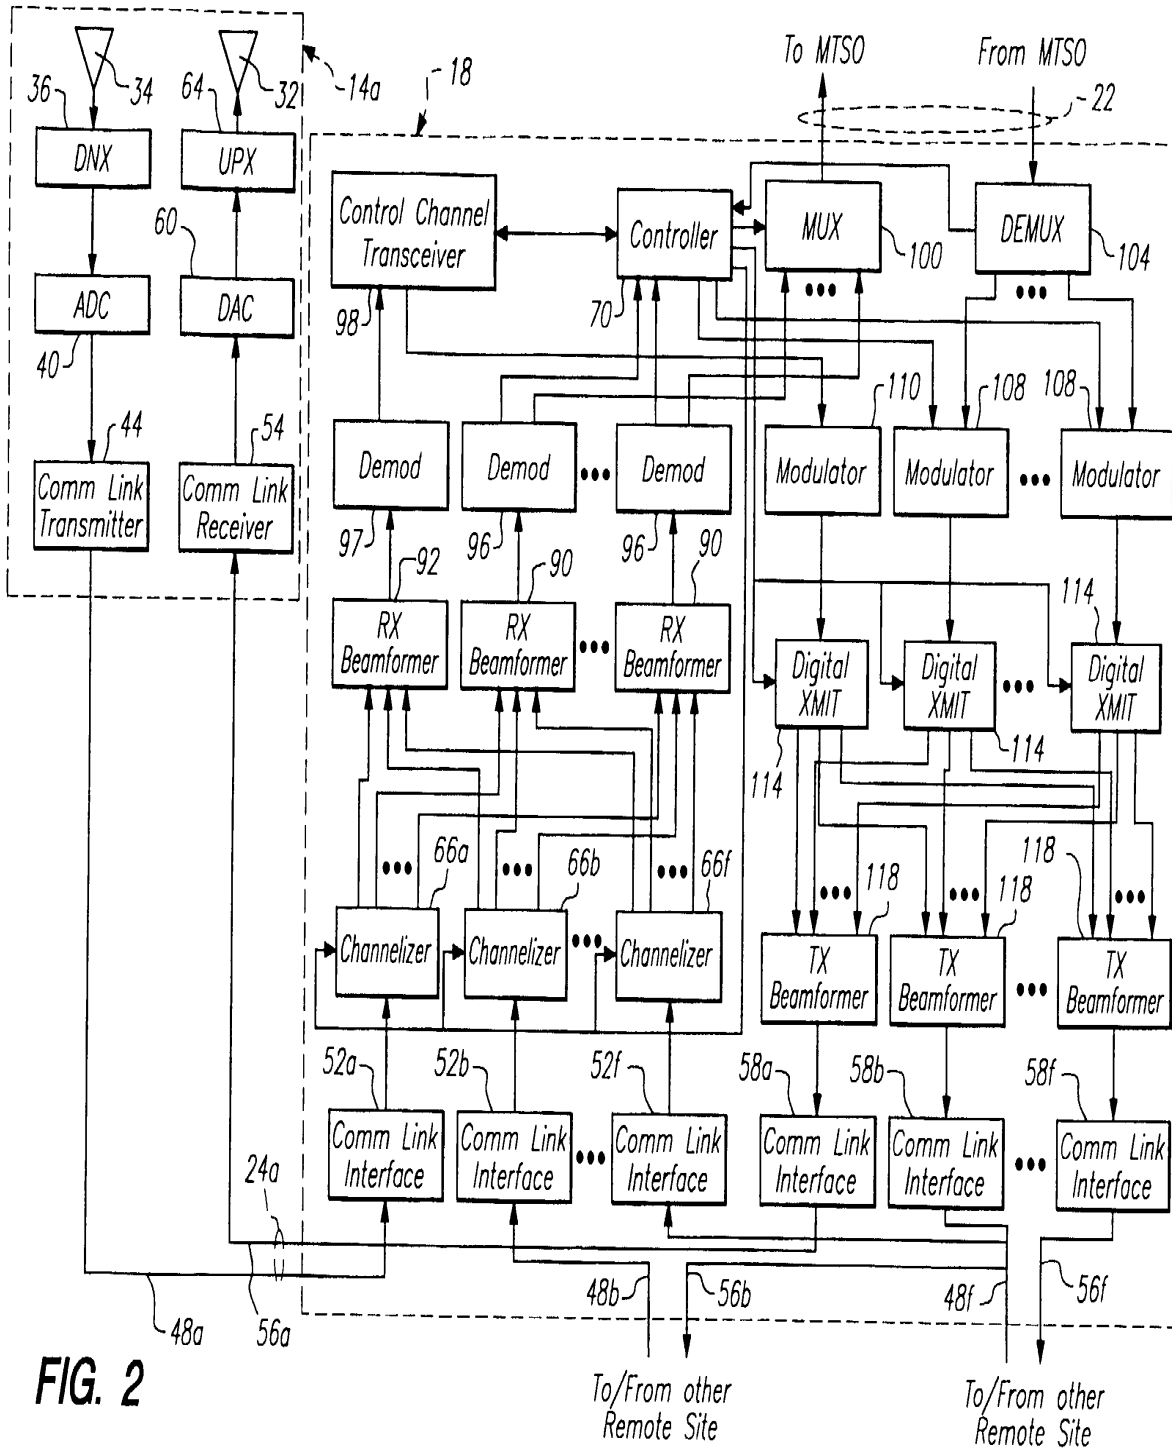 To MTSO
From MTSO
34
32
14a
18
22
36
64
DNX
UPX
Control Channel
Transceiver
Controller
MUX
DEMUX
100
104
60
98
70
ADC
DAC
40
110
108
108
44
54
Demod
Demod
Demod
Modulator
Modulator
Modulator
Comm Link
Transmitter
Comm Link
Receiver
97
96
96
92
90
90
RX
Beamformer
RX
Beamformer
RX
Beamformer
114
Digital
XMIT
Digital
XMIT
Digital
XMIT
114
114
66a
66b
66f
118
118
118
Channelizer
Channelizer
Channelizer
TX
Beamformer
TX
Beamformer
TX
Beamformer
52a
52b
52f
58a
58b
58f
Comm Link
Interface
Comm Link
Interface
Comm Link
Interface
Comm Link
Interface
Comm Link
Interface
Comm Link
Interface
24a
48a
56a
48b
56b
48f
56f
FIG. 2
To/From other
Remote Site
To/From other
Remote Site